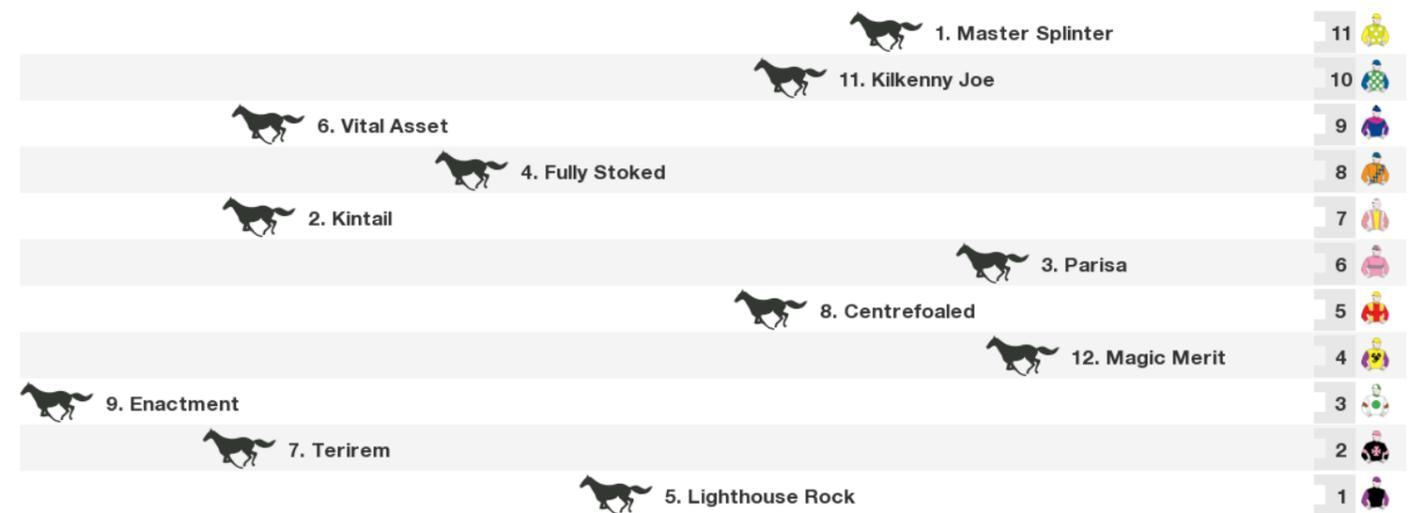 1. Master Splinter 11
11. Kilkenny Joe 10
6. Vital Asset 9
4. Fully Stoked 8
2. Kintail 7
3. Parisa 6
8. Centrefoaled 5
12. Magic Merit 4
9. Enactment 3
7. Terirem 2
5. Lighthouse Rock 1